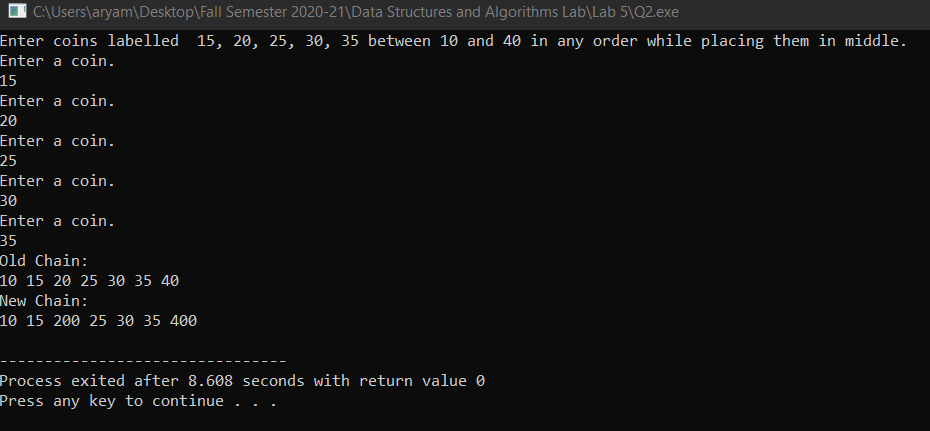 C:\Users\aryam\Desktop\Fall Semester 2020-21\Data Structures and Algorithms Lab\Lab 5\Q2.exe
Enter coins labelled  15, 20, 25, 30, 35 between 10 and 40 in any order while placing them in middle.
Enter a coin.
15
Enter a coin.
20
Enter a coin.
25
Enter a coin.
30
Enter a coin.
35
Old Chain:
10 15 20 25 30 35 40
New Chain:
10 15 200 25 30 35 400
--------------------------------
Process exited after 8.608 seconds with return value 0
Press any key to continue . . .